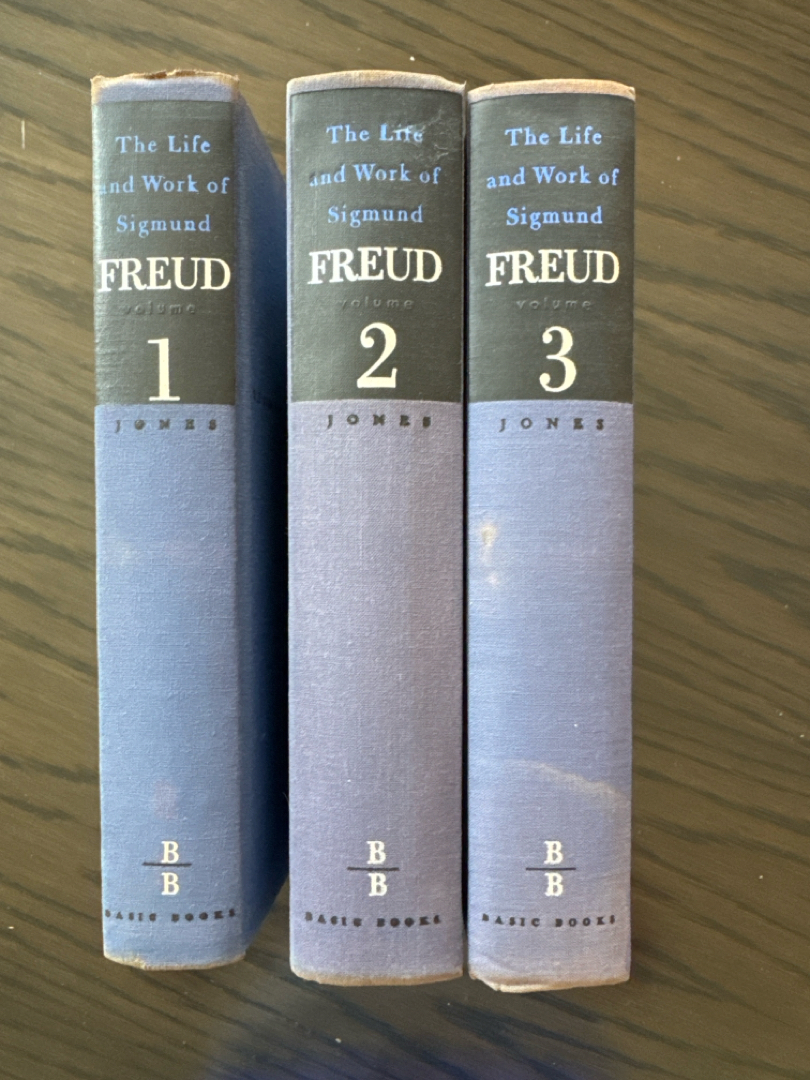 The Life
and Work of
Sigmund
FREUD
volume
1
JONES
B
B
BASIC BOOKS
The Life
and Work of
Sigmund
FREUD
volume
2
JONES
B
B
BASIC BOOKS
The Life
and Work of
Sigmund
FREUD
volume
3
JONES
B
B
BASIC BOOKS